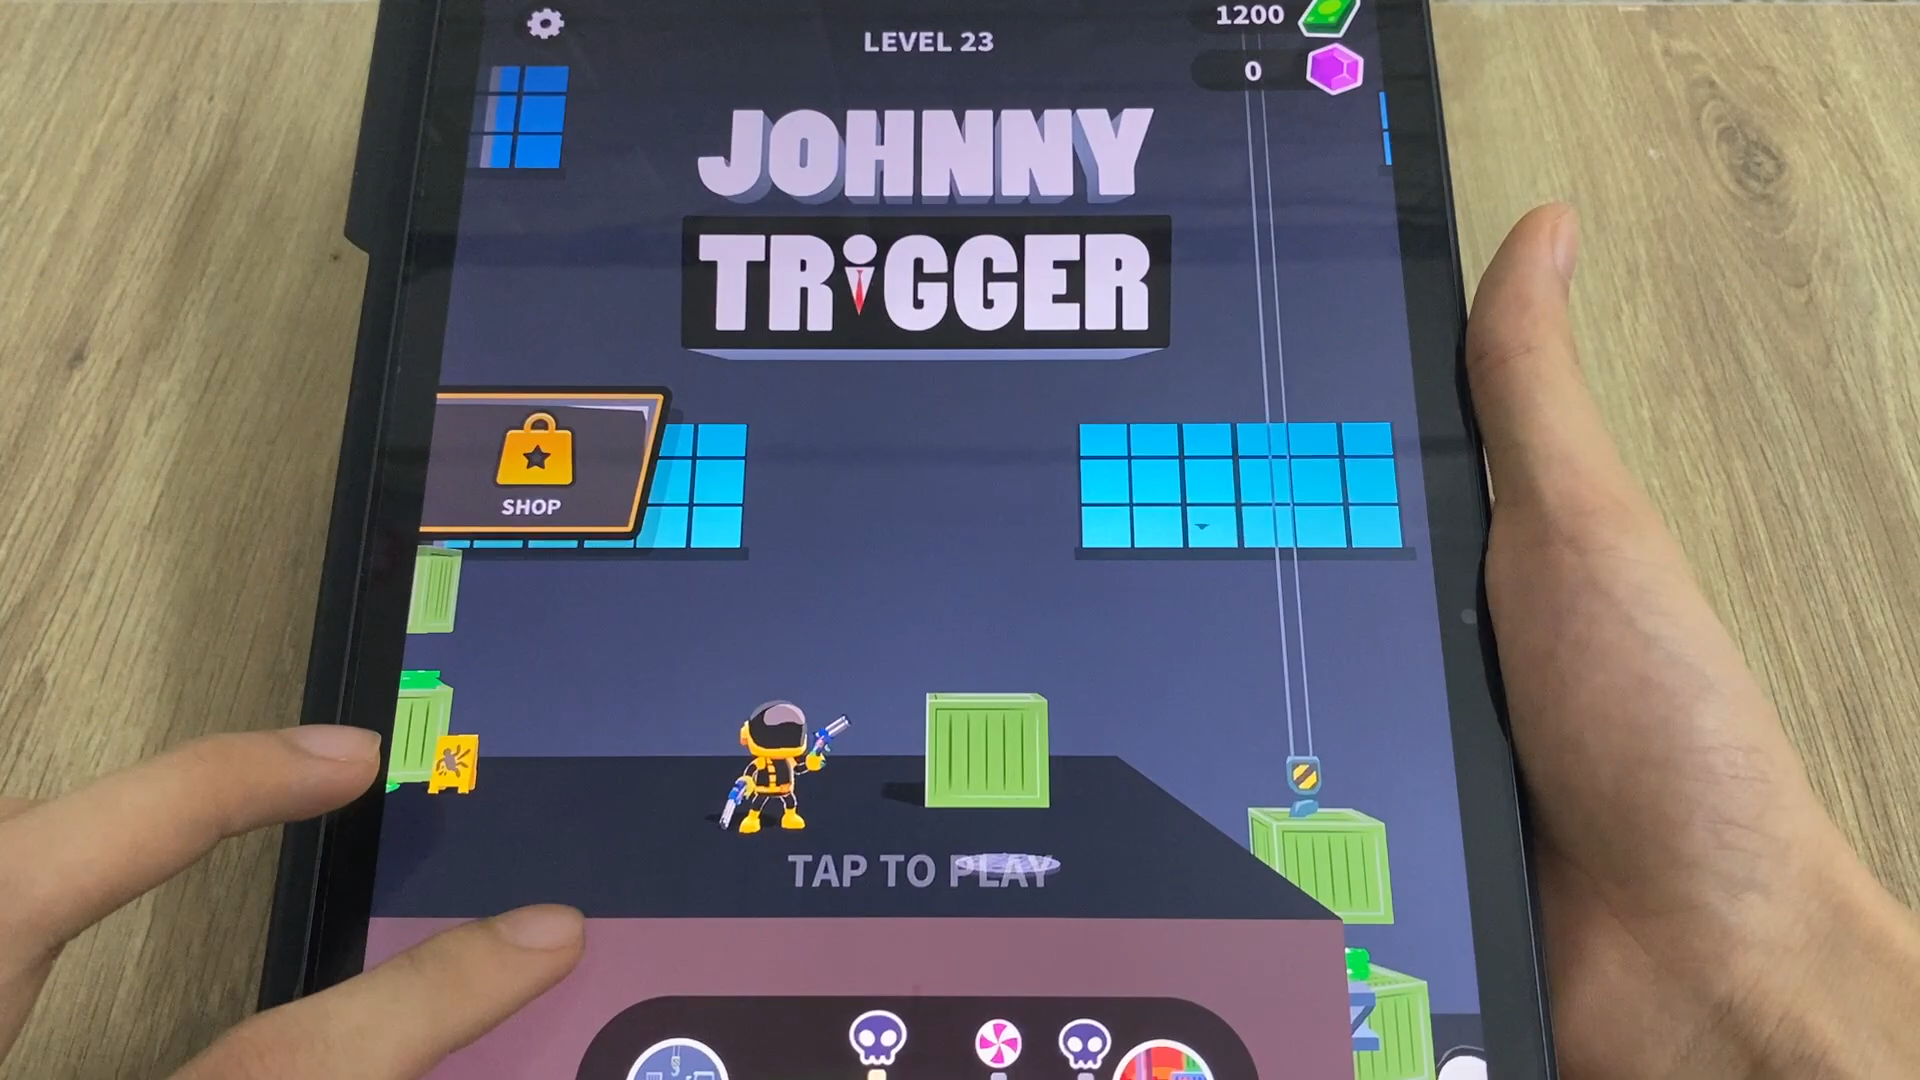 1200
LEVEL 23
0
JOHNNY
TRiGGER
SHOP
TAP TO PLAY